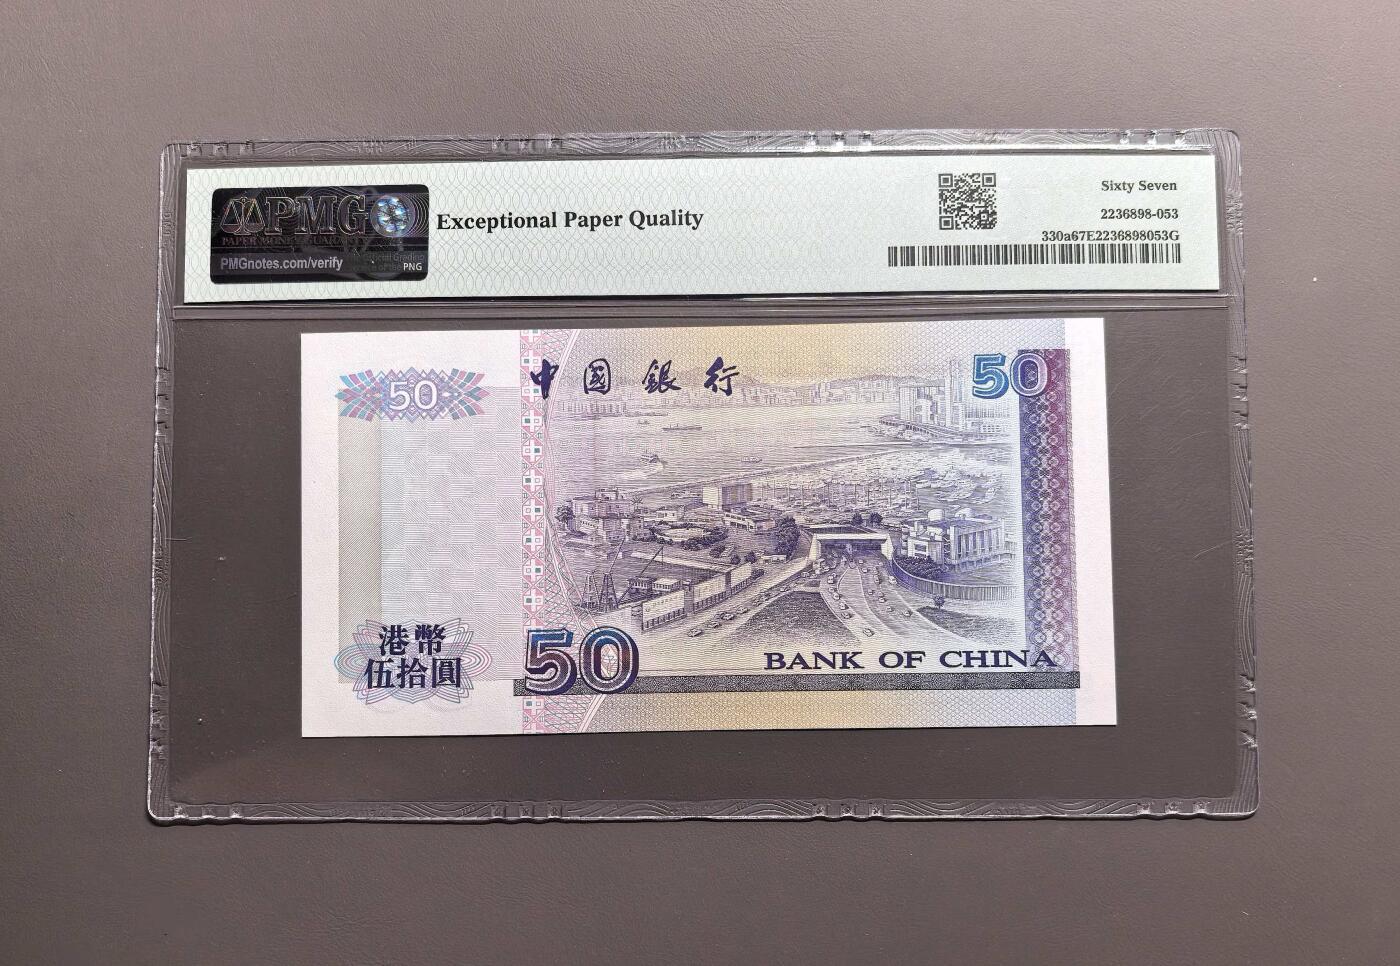 PMG
PAPER MONEY GUARANTY
PMGnotes.com/verify
PNG
Exceptional Paper Quality
Sixty Seven
2236898-053
330a67E2236898053G
50
中國銀行
50
港幣
伍拾圓
50
BANK OF CHINA